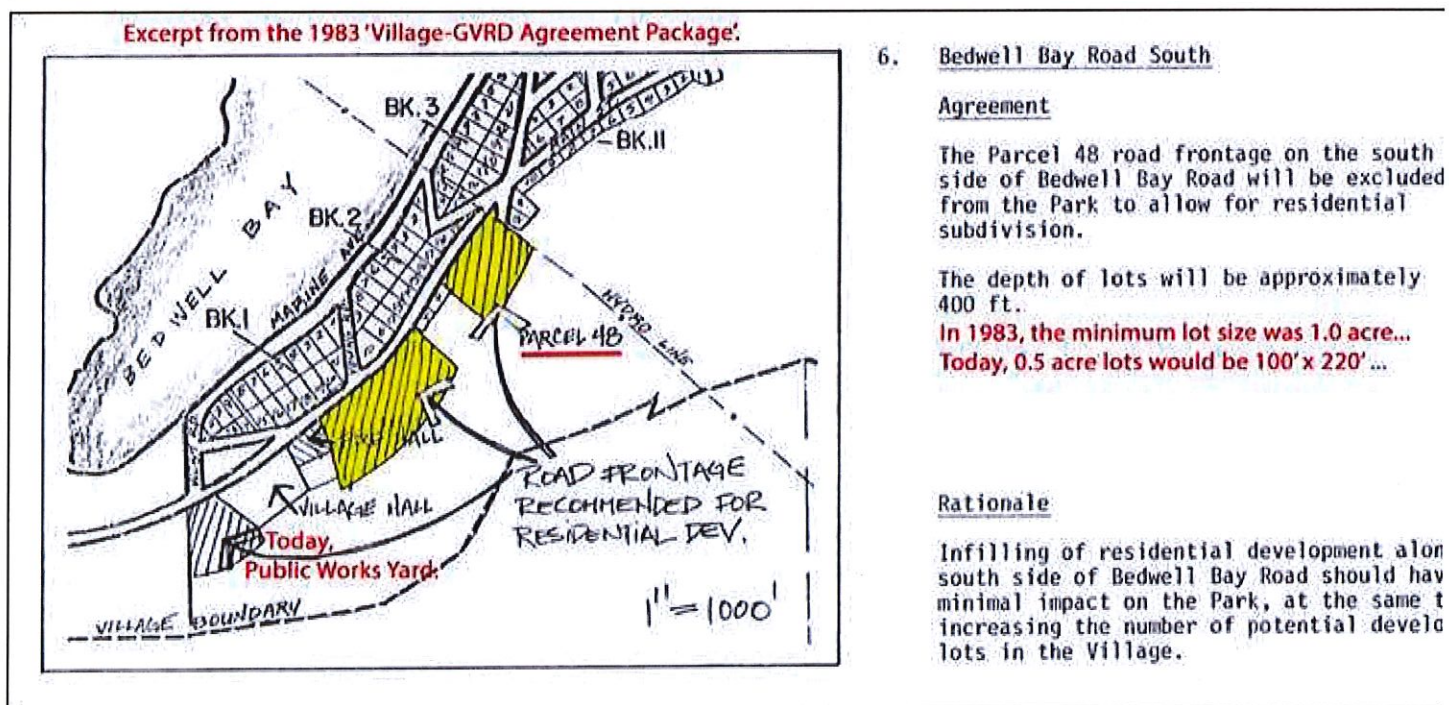 Excerpt from the 1983 'Village-GVRD Agreement Package'.
BK.3
BK.11
BK.2
BK.1
BEDWELL BAY
MARINE AVE
HYDRO LINE
PARCEL 48
FIRE HALL
VILLAGE HALL
ROAD FRONTAGE
RECOMMENDED FOR
RESIDENTIAL DEV.
Today,
Public Works Yard.
VILLAGE BOUNDARY
1"=1000'
6. Bedwell Bay Road South
Agreement
The Parcel 48 road frontage on the south
side of Bedwell Bay Road will be excluded
from the Park to allow for residential
subdivision.
The depth of lots will be approximately
400 ft.
In 1983, the minimum lot size was 1.0 acre...
Today, 0.5 acre lots would be 100' x 220'...
Rationale
Infilling of residential development alon
south side of Bedwell Bay Road should hav
minimal impact on the Park, at the same t
increasing the number of potential develo
lots in the Village.